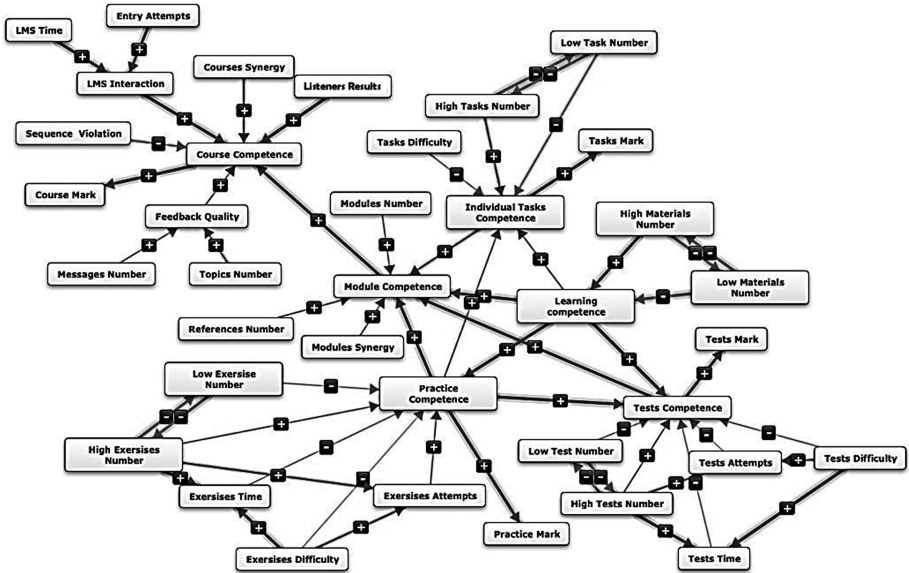 Entry Attempts
LMS Time
Low Task Number
Courses Synergy
LMS Interaction
Listeners Results
High Tasks Number
Sequence Violation
Tasks Difficulty
Tasks Mark
Course Competence
Course Mark
Modules Number
Individual Tasks
Competence
High Materials
Number
Feedback Quality
Messages Number
Topics Number
Module Competence
Learning
competence
Low Materials
Number
References Number
Modules Synergy
Tests Mark
Low Exersise
Number
Practice
Competence
Tests Competence
High Exersises
Number
Low Test Number
Tests Attempts
Tests Difficulty
Exersises Time
Exersises Attempts
High Tests Number
Practice Mark
Exersises Difficulty
Tests Time